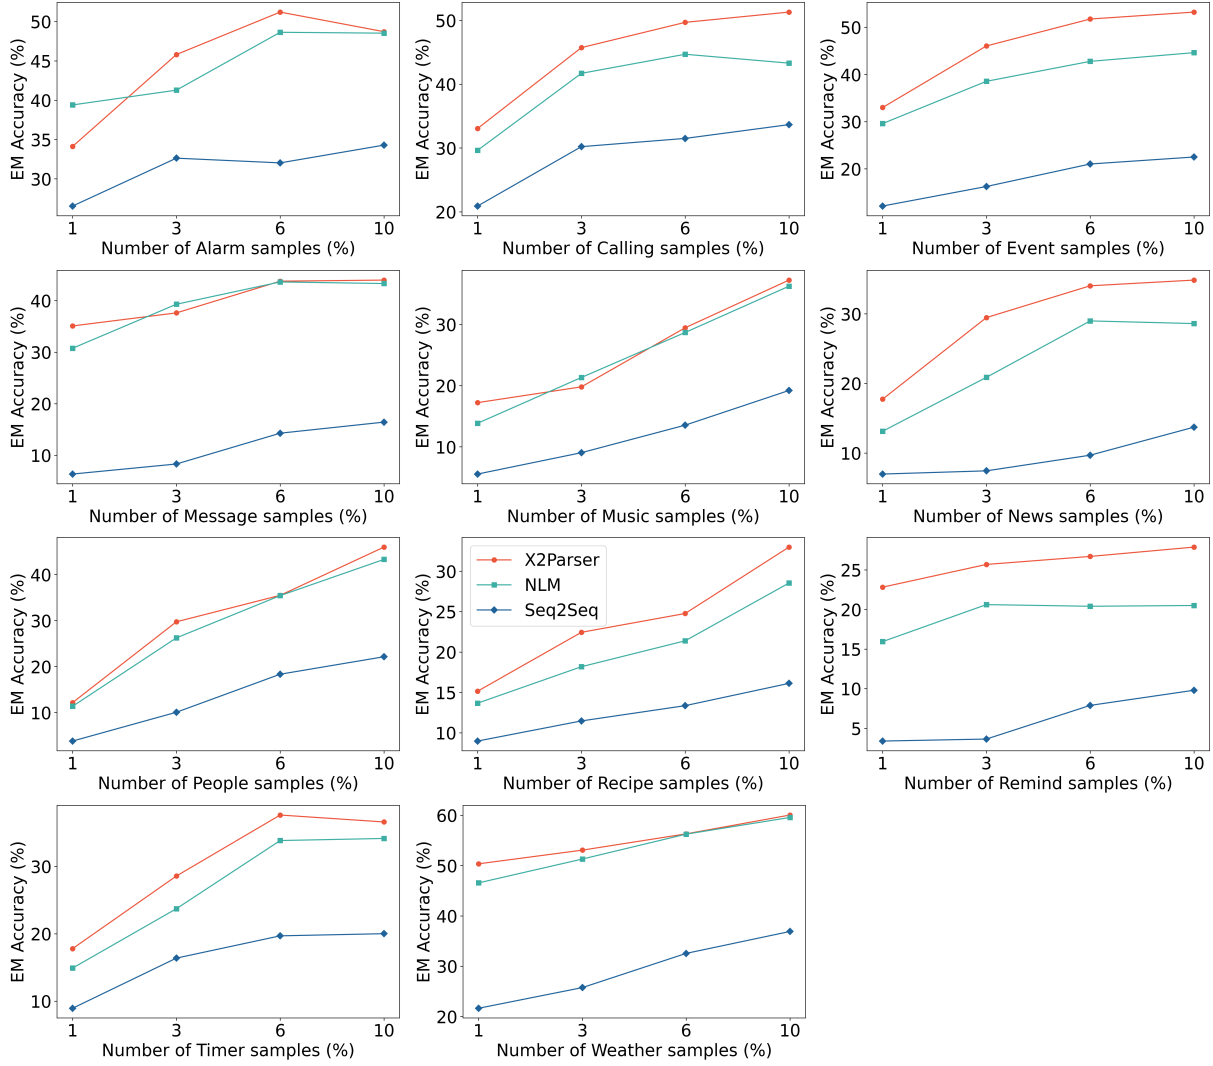 EM Accuracy (%)
50
45
40
35
30
1 3 6 10
Number of Alarm samples (%)
EM Accuracy (%)
50
40
30
20
1 3 6 10
Number of Calling samples (%)
EM Accuracy (%)
50
40
30
20
1 3 6 10
Number of Event samples (%)
EM Accuracy (%)
40
30
20
10
1 3 6 10
Number of Message samples (%)
EM Accuracy (%)
30
20
10
1 3 6 10
Number of Music samples (%)
EM Accuracy (%)
30
20
10
1 3 6 10
Number of News samples (%)
EM Accuracy (%)
40
30
20
10
1 3 6 10
Number of People samples (%)
EM Accuracy (%)
30
25
20
15
10
X2Parser
NLM
Seq2Seq
1 3 6 10
Number of Recipe samples (%)
EM Accuracy (%)
25
20
15
10
5
1 3 6 10
Number of Remind samples (%)
EM Accuracy (%)
30
20
10
1 3 6 10
Number of Timer samples (%)
EM Accuracy (%)
60
50
40
30
20
1 3 6 10
Number of Weather samples (%)